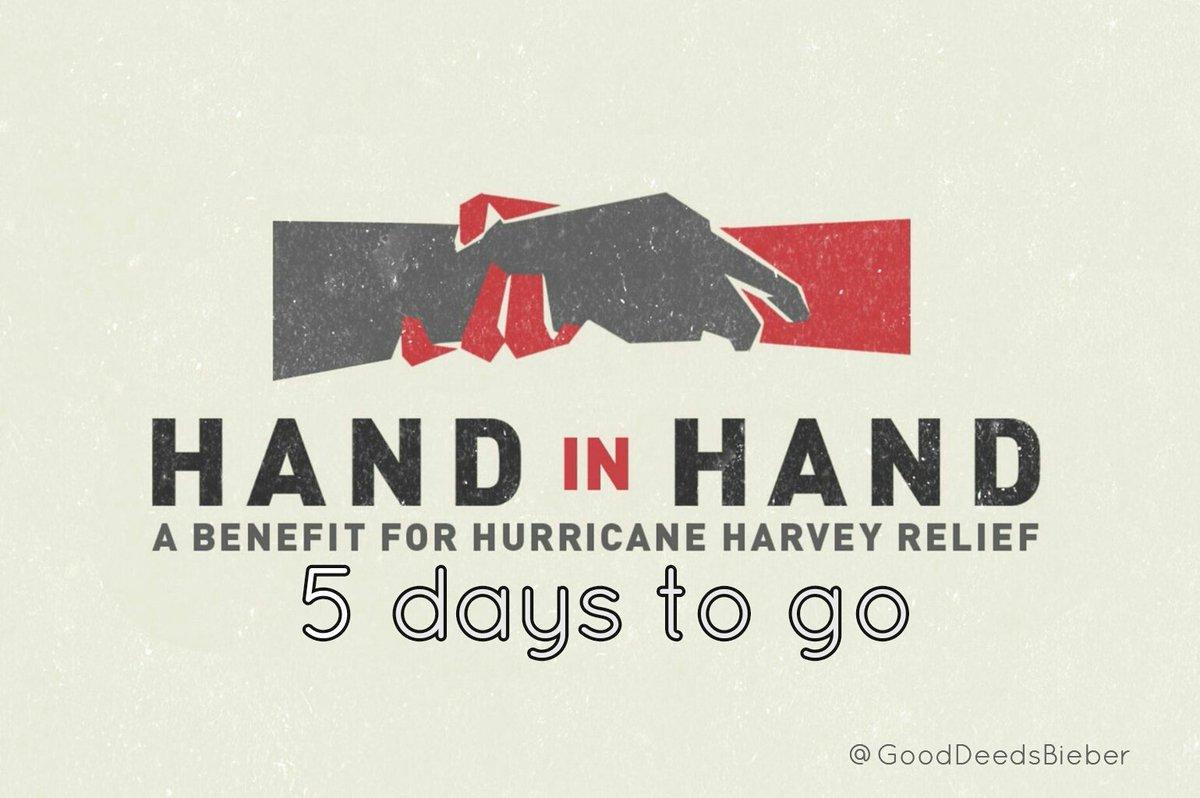 HAND IN HAND
A BENEFIT FOR HURRICANE HARVEY RELIEF
5 days to go
@GoodDeedsBieber